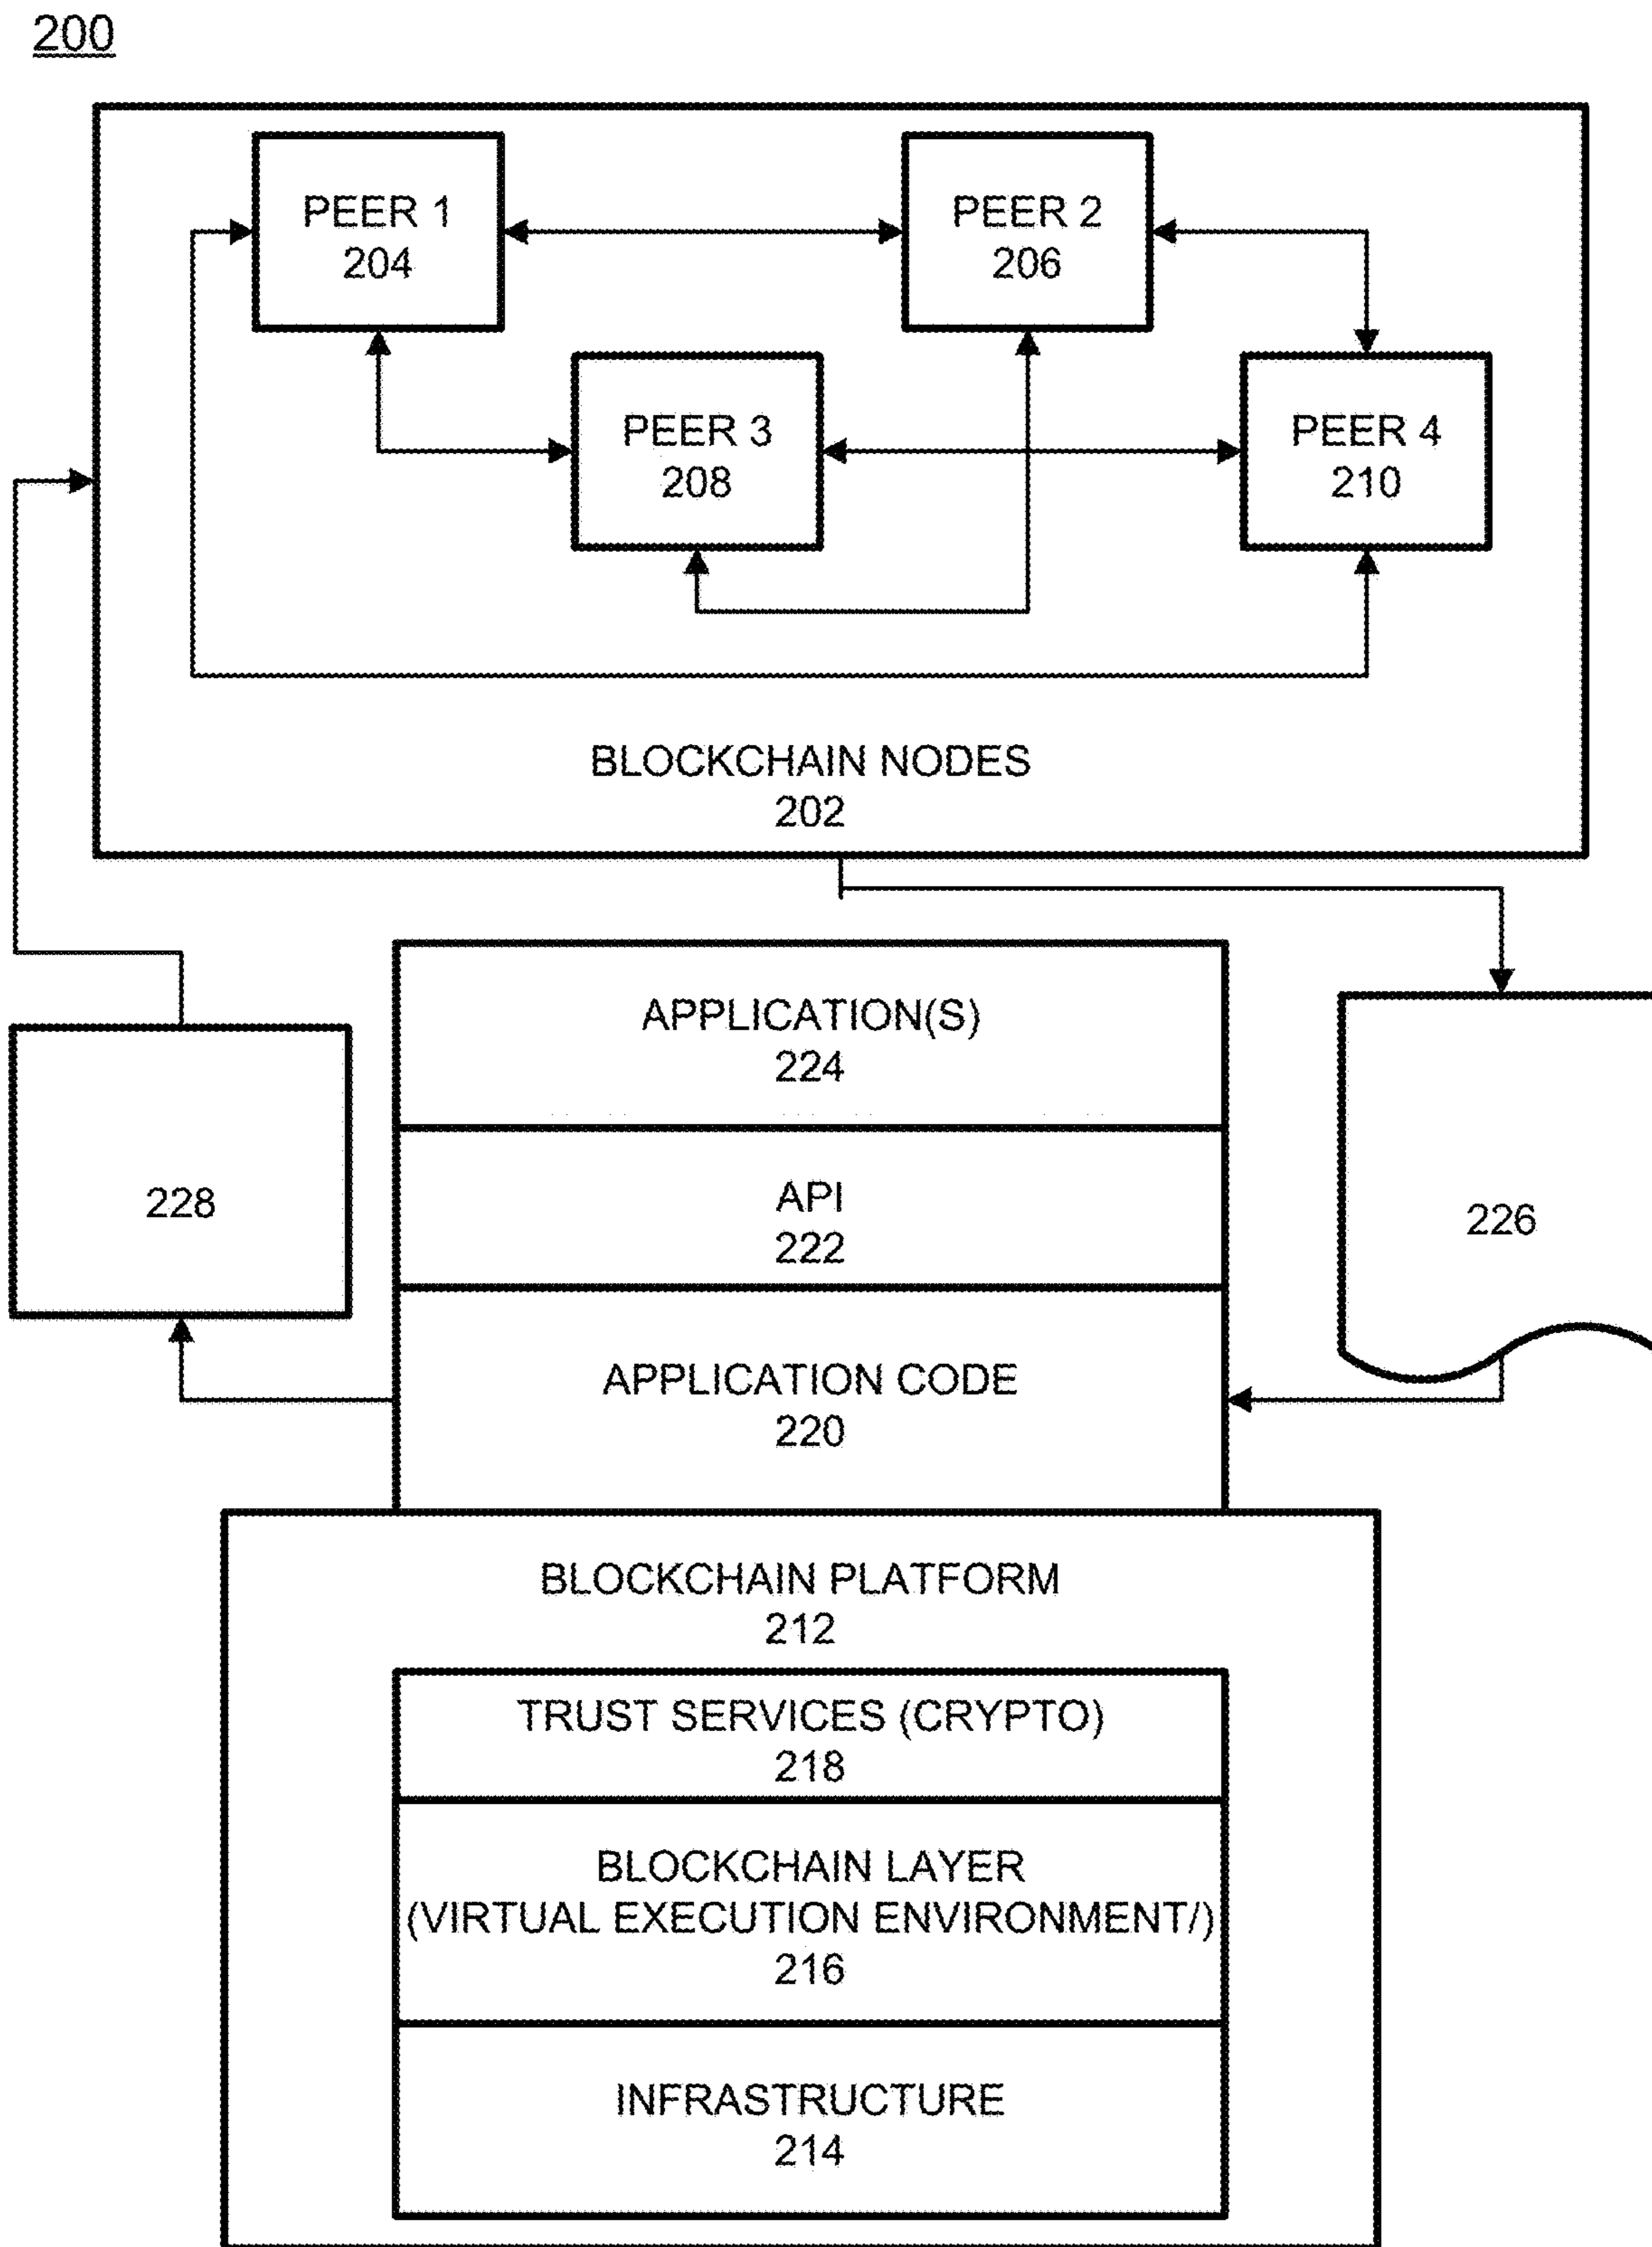 200
PEER 1
204
PEER 2
206
PEER 3
208
PEER 4
210
BLOCKCHAIN NODES
202
APPLICATION(S)
224
API
222
228
226
APPLICATION CODE
220
BLOCKCHAIN PLATFORM
212
TRUST SERVICES (CRYPTO)
218
BLOCKCHAIN LAYER
(VIRTUAL EXECUTION ENVIRONMENT/)
216
INFRASTRUCTURE
214